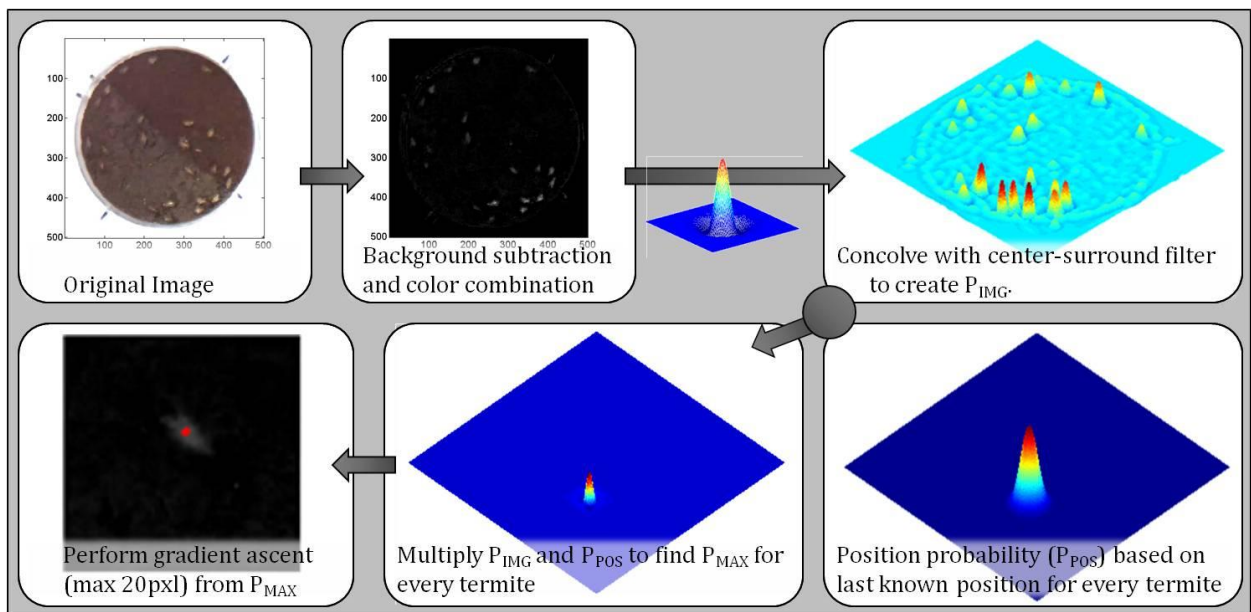 100
200
300
400
500
100 200 300 400 500
Original Image
100
200
300
400
500
100 200 300 400 500
Background subtraction
and color combination
Concolve with center-surround filter
to create P_IMG.
Perform gradient ascent
(max 20pxl) from P_MAX
Multiply P_IMG and P_POS to find P_MAX for
every termite
Position probability (P_POS) based on
last known position for every termite